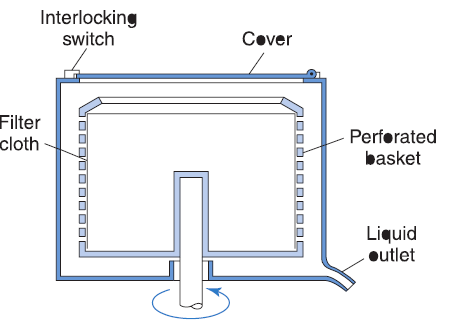 Interlocking
switch
Cover
Filter
cloth
Perforated
basket
Liquid
outlet